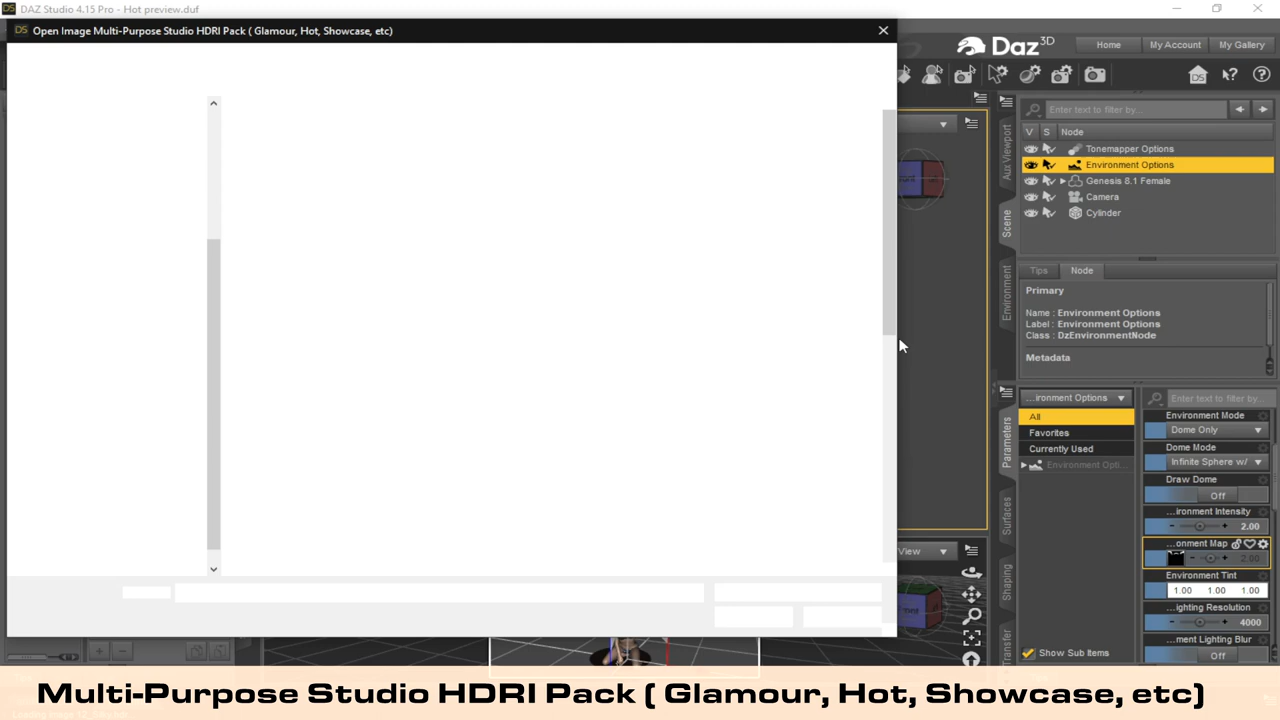 DAZ Studio 4.15 Pro - Hot preview.duf
DS Open Image Multi-Purpose Studio HDRI Pack ( Glamour, Hot, Showcase, etc)
Daz 3D
Home My Account My Gallery
Enter text to filter by...
V S Node
Tonemapper Options
Environment Options
Genesis 8.1 Female
Camera
Cylinder
Aux Viewport
Scene
Environment
Tips Node
Primary
Name : Environment Options
Label : Environment Options
Class : DzEnvironmentNode
Metadata
...ironment Options
All
Favorites
Currently Used
Environment Opti...
Show Sub Items
Parameters
Surfaces
Shaping
Transfer
Enter text to filter by...
Environment Mode
Dome Only
Dome Mode
Infinite Sphere w/
Draw Dome
Off
...ironment Intensity
2.00
...onment Map
2.00
Environment Tint
1.00 1.00 1.00
...ighting Resolution
4000
...ment Lighting Blur
Off
View
Multi-Purpose Studio HDRI Pack ( Glamour, Hot, Showcase, etc)